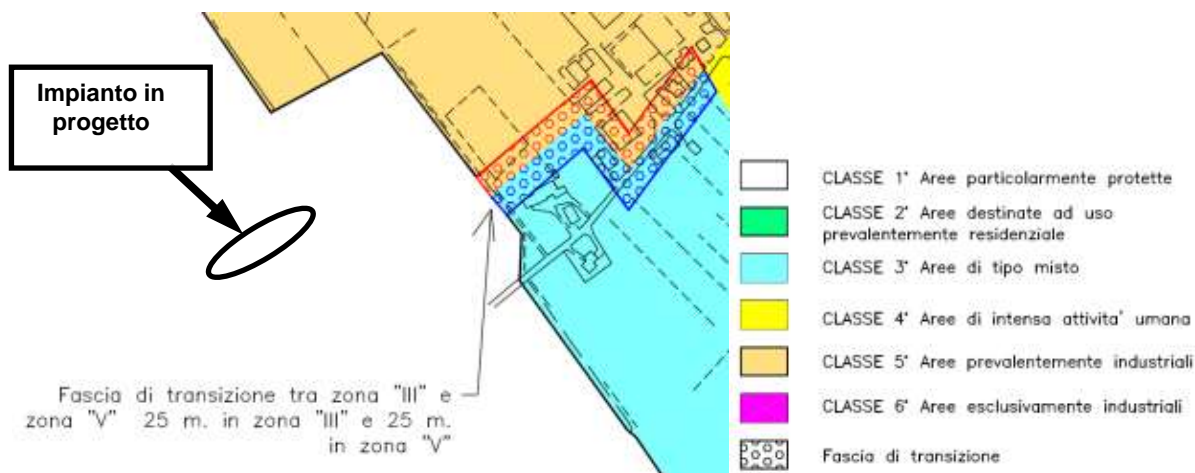 Impianto in
progetto
Fascia di transizione tra zona "III" e
zona "V" 25 m. in zona "III" e 25 m.
in zona "V"
CLASSE 1° Aree particolarmente protette
CLASSE 2° Aree destinate ad uso
prevalentemente residenziale
CLASSE 3° Aree di tipo misto
CLASSE 4° Aree di intensa attivita' umana
CLASSE 5° Aree prevalentemente industriali
CLASSE 6° Aree esclusivamente industriali
Fascia di transizione